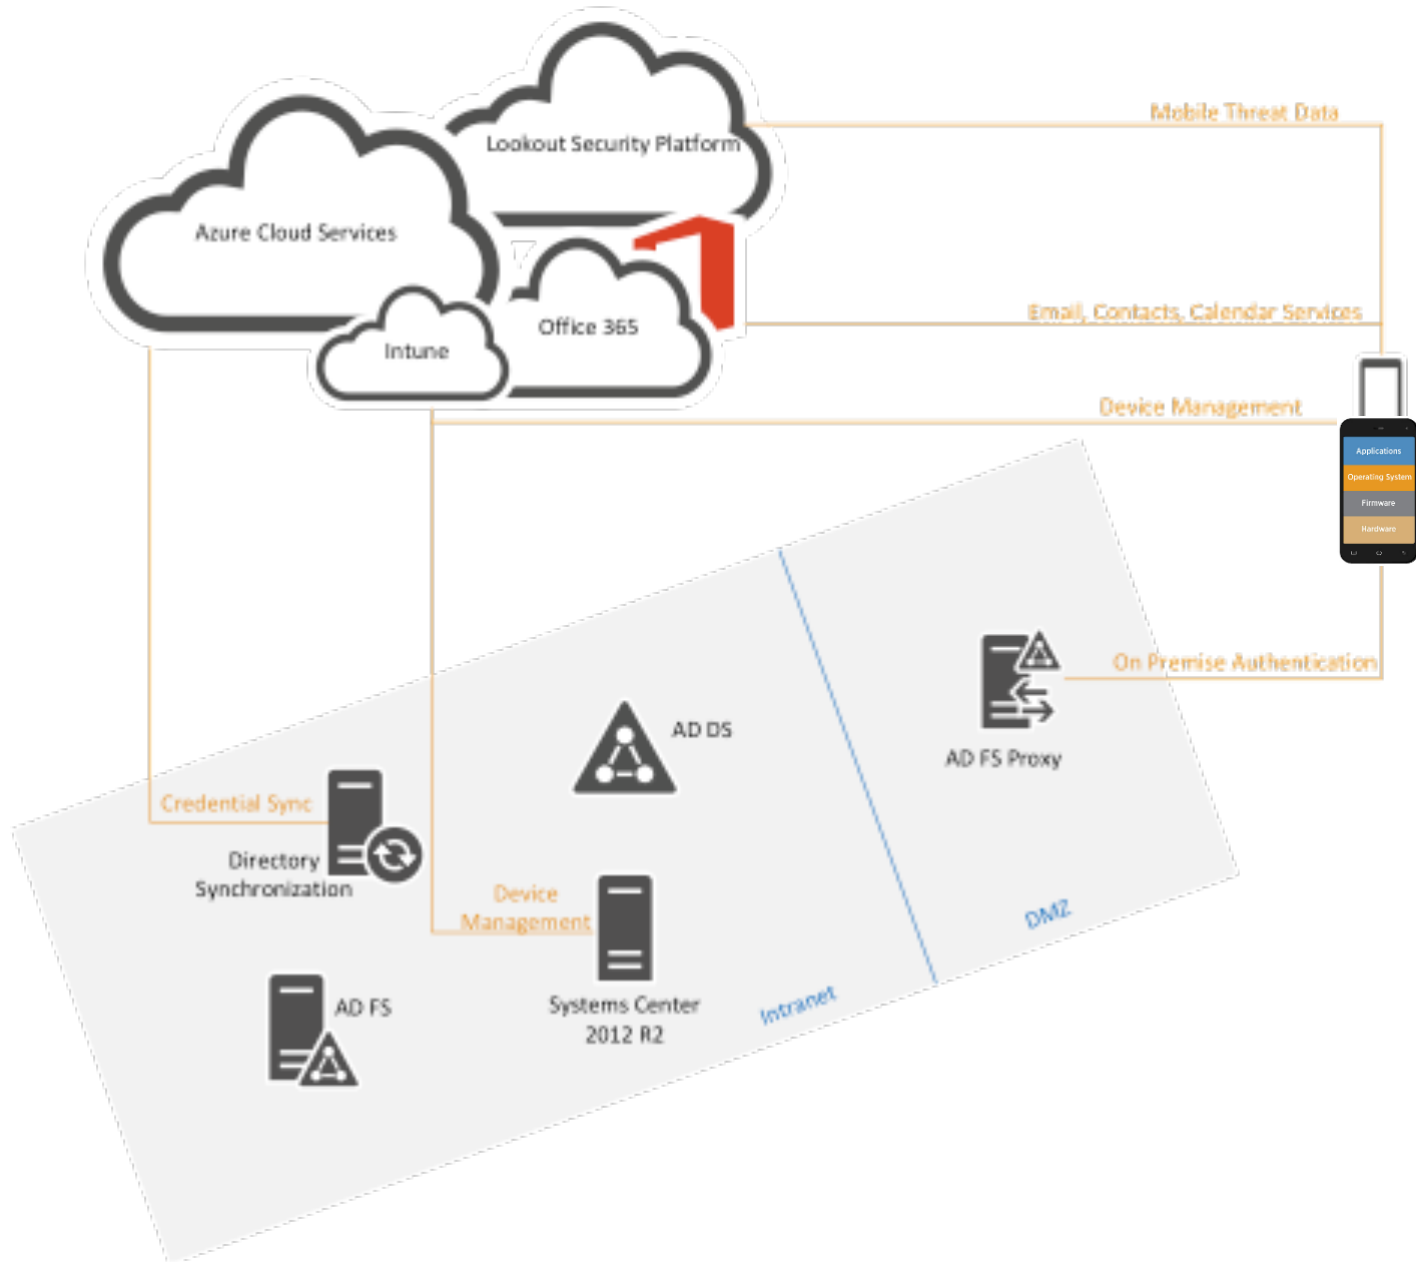 Mobile Threat Data
Lookout Security Platform
Azure Cloud Services
Email, Contacts, Calendar Services
Office 365
Intune
Device Management
Applications
Operating System
Firmware
Hardware
On Premise Authentication
AD DS
AD FS Proxy
Credential Sync
Directory
Synchronization
Device
Management
DMZ
Intranet
AD FS
Systems Center
2012 R2